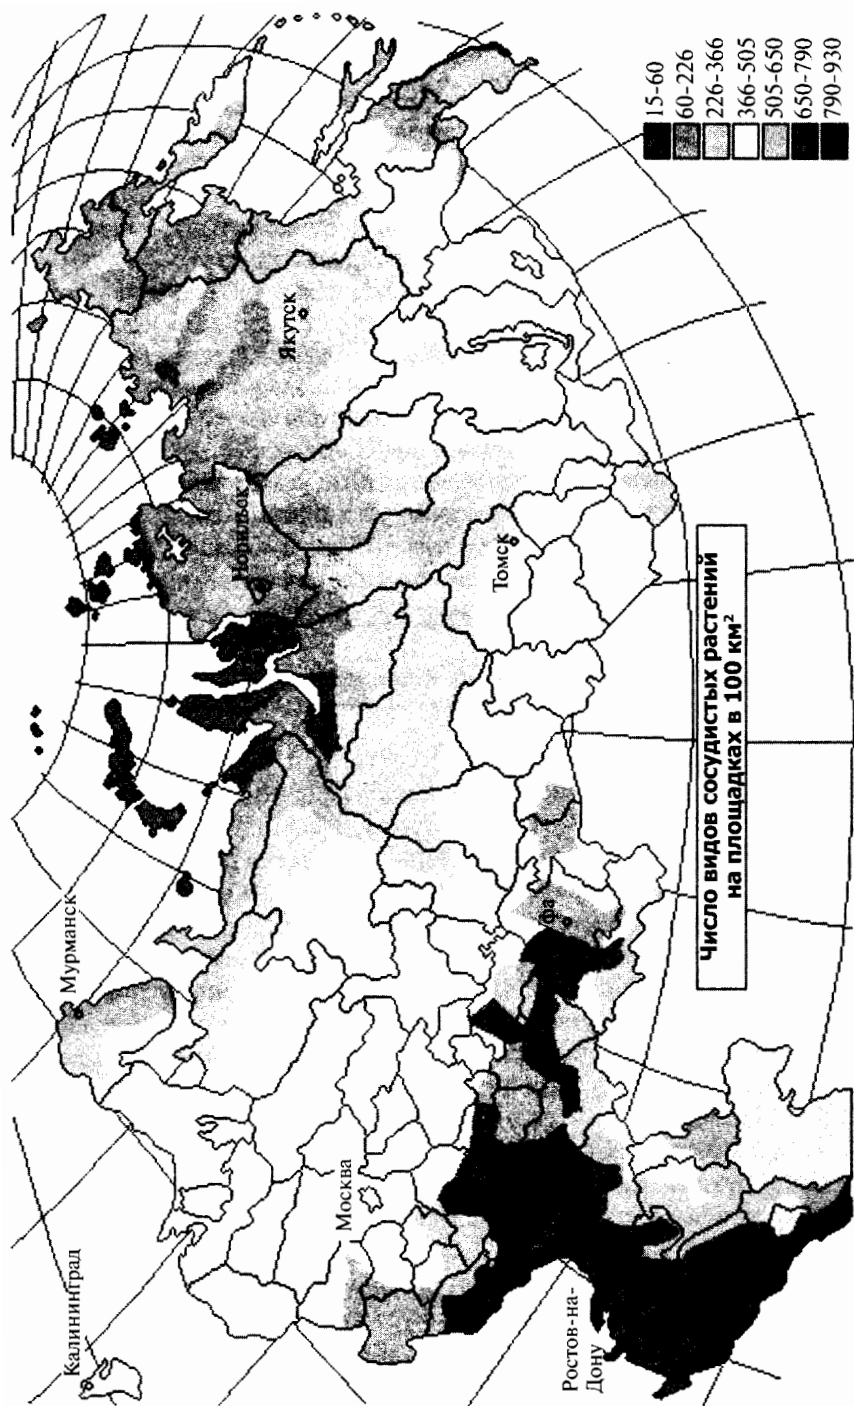 Калининград
Мурманск
Норильск
Якутск
Москва
Уфа
Томск
Ростов-на-
Дону
Число видов сосудистых растений
на площадках в 100 км²
15-60
60-226
226-366
366-505
505-650
650-790
790-930